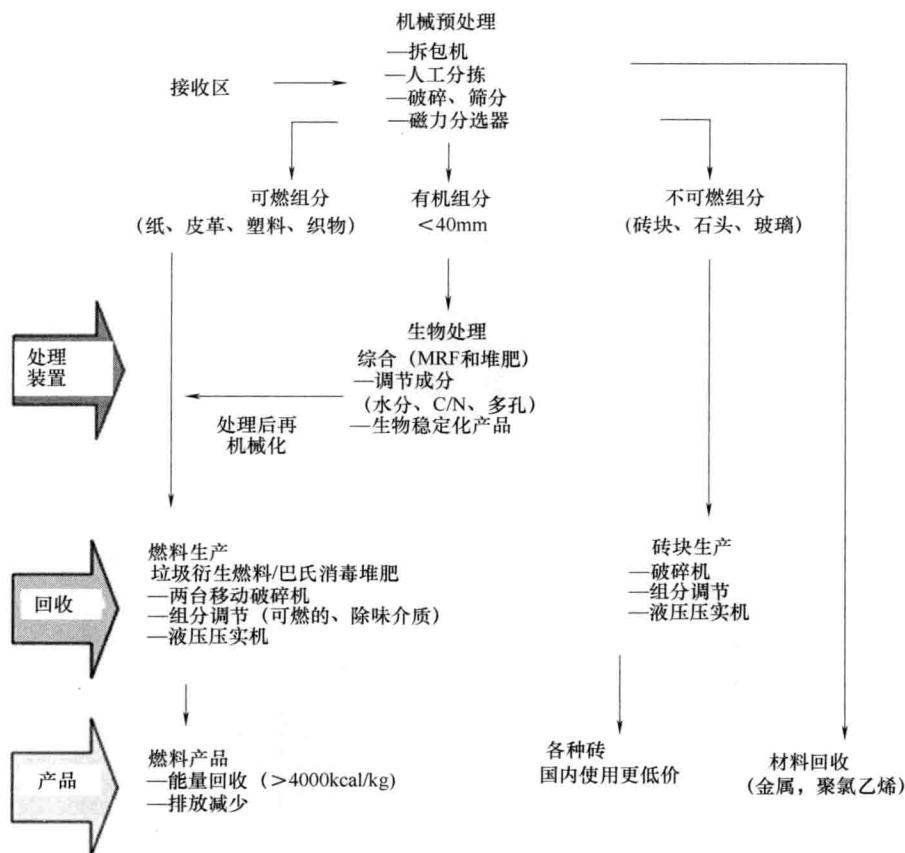 机械预处理
—拆包机
—人工分拣
—破碎、筛分
—磁力分选器
接收区
可燃组分
(纸、皮革、塑料、织物)
有机组分
<40mm
不可燃组分
(砖块、石头、玻璃)
处理
装置
生物处理
综合(MRF和堆肥)
—调节成分
(水分、C/N、多孔)
—生物稳定化产品
处理后再
机械化
回收
燃料生产
垃圾衍生燃料/巴氏消毒堆肥
—两台移动破碎机
—组分调节(可燃的、除味介质)
—液压压实机
砖块生产
—破碎机
—组分调节
—液压压实机
产品
燃料产品
—能量回收(>4000kcal/kg)
—排放减少
各种砖
国内使用更低价
材料回收
(金属,聚氯乙烯)